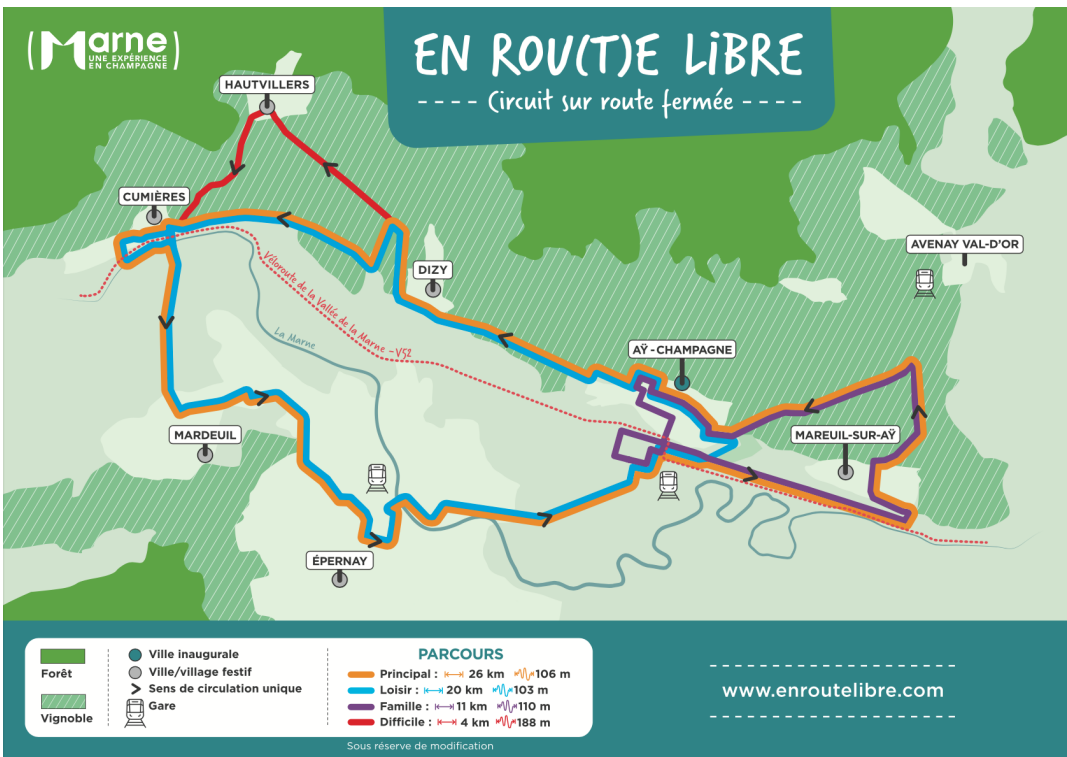 (Marne)
UNE EXPÉRIENCE
EN CHAMPAGNE
EN ROU(T)E LiBRE
---- Circuit sur route fermée ----
HAUTVILLERS
CUMIÈRES
DIZY
AVENAY VAL-D'OR
Véloroute de la Vallée de la Marne - V52
La Marne
AŸ - CHAMPAGNE
MARDEUIL
MAREUIL-SUR-AŸ
ÉPERNAY
Forêt
Vignoble
Ville inaugurale
Ville/village festif
Sens de circulation unique
Gare
PARCOURS
Principal : 26 km 106 m
Loisir : 20 km 103 m
Famille : 11 km 110 m
Difficile : 4 km 188 m
Sous réserve de modification
www.enroutelibre.com